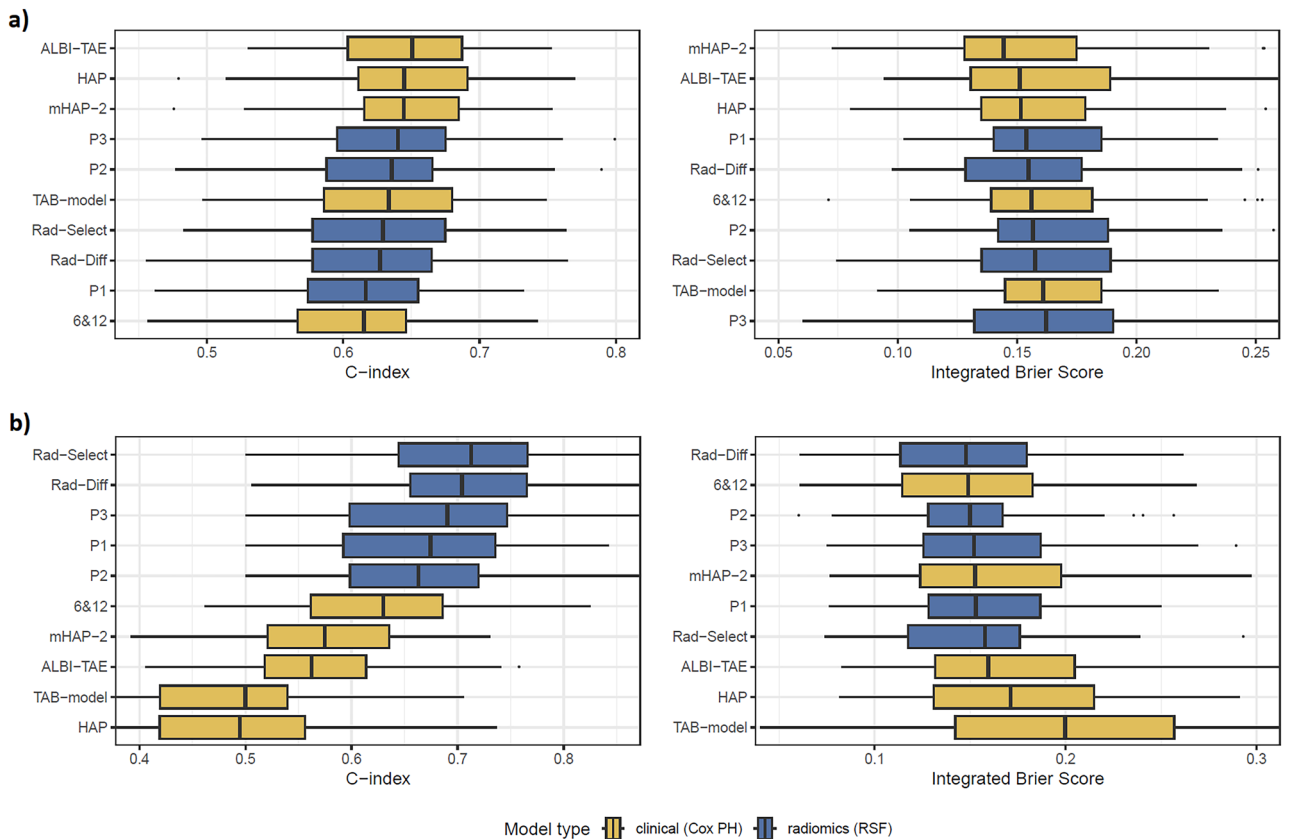 a)
ALBI−TAE
HAP
mHAP−2
P3
P2
TAB−model
Rad−Select
Rad−Diff
P1
6&12
0.5 0.6 0.7 0.8
C−index
mHAP−2
ALBI−TAE
HAP
P1
Rad−Diff
6&12
P2
Rad−Select
TAB−model
P3
0.05 0.10 0.15 0.20 0.25
Integrated Brier Score
b)
Rad−Select
Rad−Diff
P3
P1
P2
6&12
mHAP−2
ALBI−TAE
TAB−model
HAP
0.4 0.5 0.6 0.7 0.8
C−index
Rad−Diff
6&12
P2
P3
mHAP−2
P1
Rad−Select
ALBI−TAE
HAP
TAB−model
0.1 0.2 0.3
Integrated Brier Score
Model type clinical (Cox PH) radiomics (RSF)